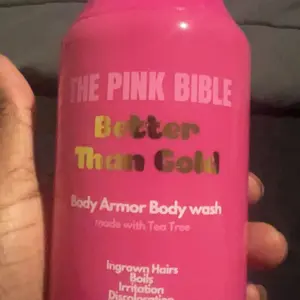 THE PINK BIBLE
Better
Than Gold
Body Armor Body wash
made with Tea Tree
Ingrown Hairs
Boils
Irritation
Discoloration